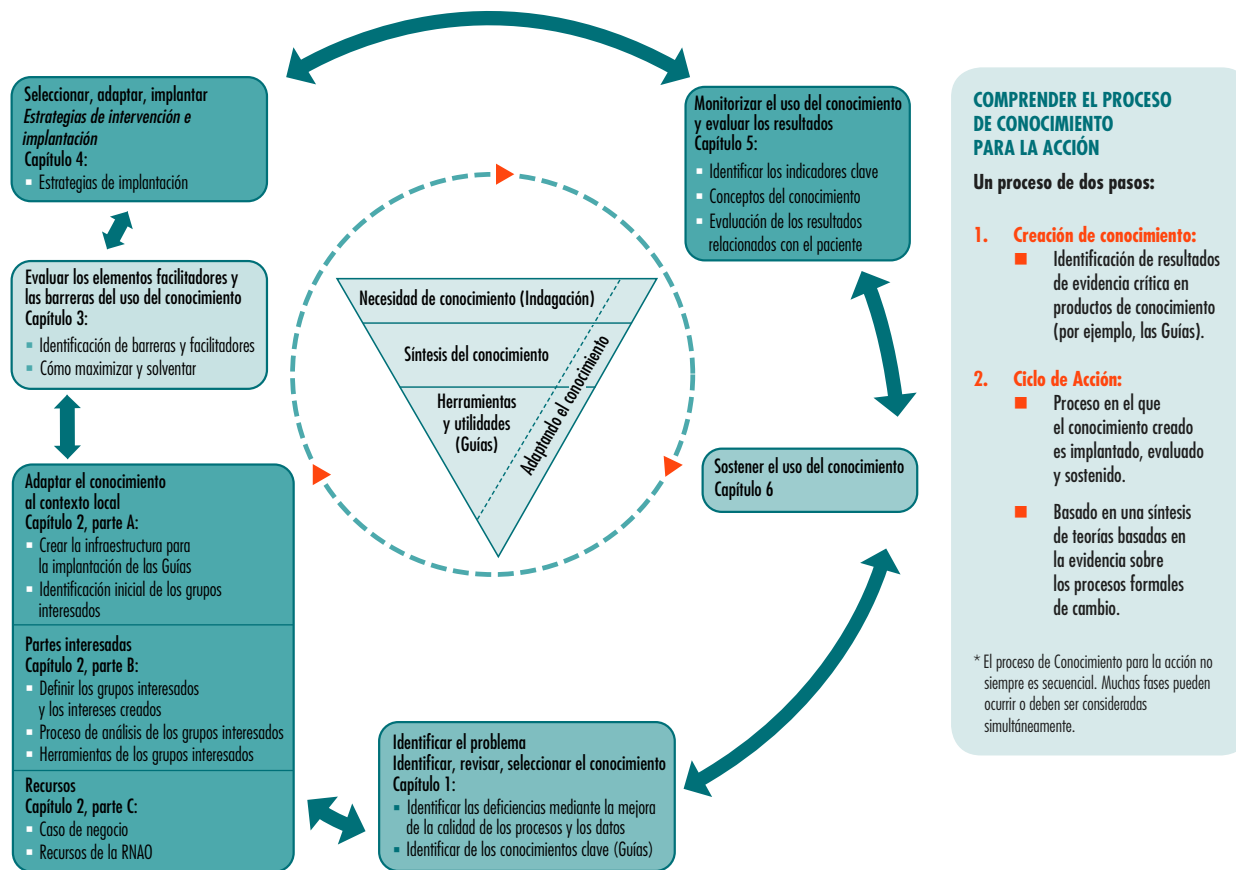 Seleccionar, adaptar, implantar
Estrategias de intervención e
implantación
Capítulo 4:
Estrategias de implantación
Monitorizar el uso del conocimiento
y evaluar los resultados
Capítulo 5:
Identificar los indicadores clave
Conceptos del conocimiento
Evaluación de los resultados
relacionados con el paciente
Evaluar los elementos facilitadores y
las barreras del uso del conocimiento
Capítulo 3:
Identificación de barreras y facilitadores
Cómo maximizar y solventar
Necesidad de conocimiento (Indagación)
Síntesis del conocimiento
Herramientas
y utilidades
(Guías)
Adaptando el conocimiento
Sostener el uso del conocimiento
Capítulo 6
Adaptar el conocimiento
al contexto local
Capítulo 2, parte A:
Crear la infraestructura para
la implantación de las Guías
Identificación inicial de los grupos
interesados
Partes interesadas
Capítulo 2, parte B:
Definir los grupos interesados
y los intereses creados
Proceso de análisis de los grupos interesados
Herramientas de los grupos interesados
Recursos
Capítulo 2, parte C:
Caso de negocio
Recursos de la RNAO
Identificar el problema
Identificar, revisar, seleccionar el conocimiento
Capítulo 1:
Identificar las deficiencias mediante la mejora
de la calidad de los procesos y los datos
Identificar de los conocimientos clave (Guías)
COMPRENDER EL PROCESO
DE CONOCIMIENTO
PARA LA ACCIÓN
Un proceso de dos pasos:
1. Creación de conocimiento:
Identificación de resultados
de evidencia crítica en
productos de conocimiento
(por ejemplo, las Guías).
2. Ciclo de Acción:
Proceso en el que
el conocimiento creado
es implantado, evaluado
y sostenido.
Basado en una síntesis
de teorías basadas en
la evidencia sobre
los procesos formales
de cambio.
* El proceso de Conocimiento para la acción no
siempre es secuencial. Muchas fases pueden
ocurrir o deben ser consideradas
simultáneamente.